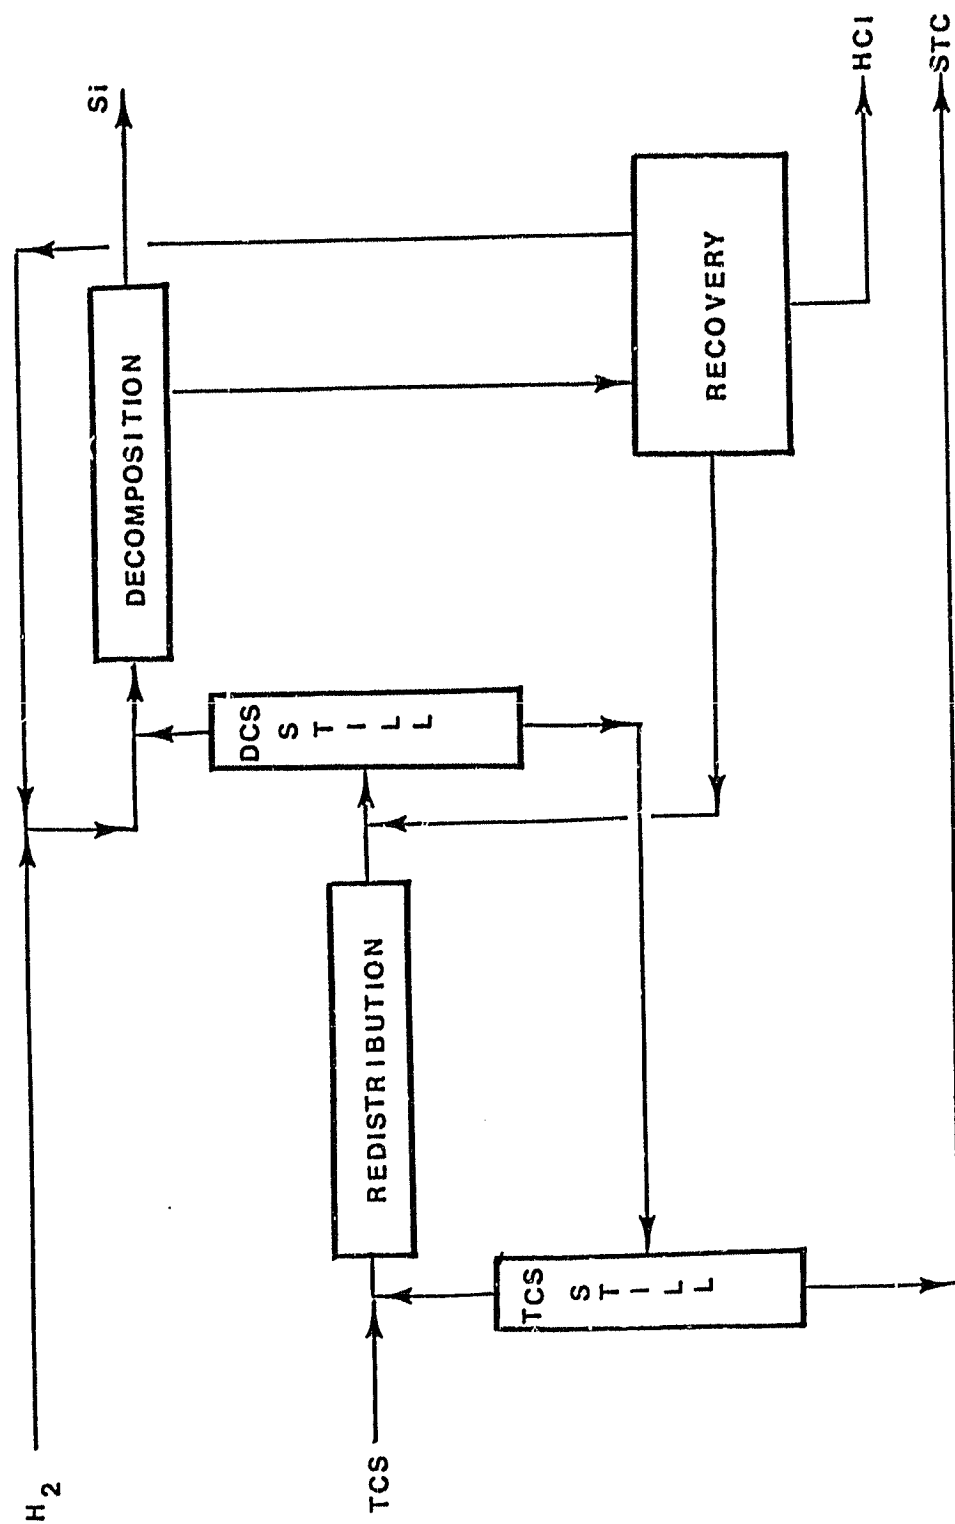 H2
Si
DECOMPOSITION
DCS
STILL
REDISTRIBUTION
TCS
TCS
STILL
RECOVERY
HCl
STC